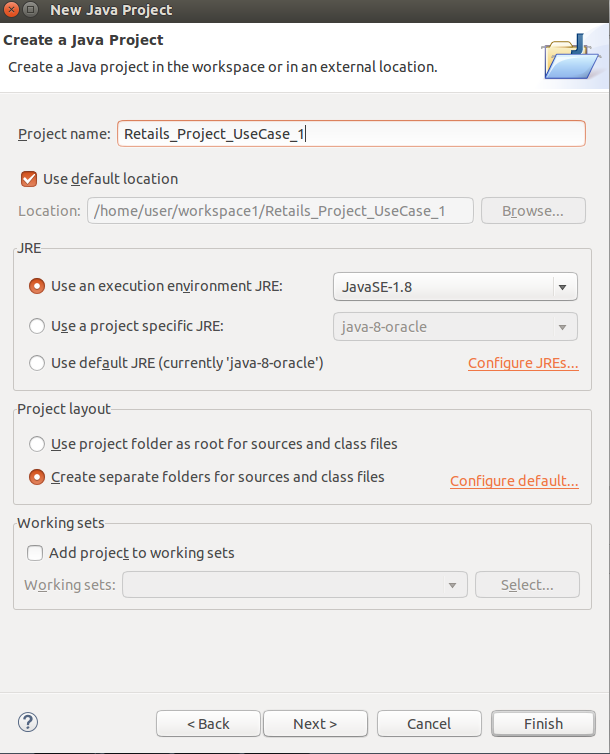 New Java Project
Create a Java Project
Create a Java project in the workspace or in an external location.
Project name: Retails_Project_UseCase_1
Use default location
Location: /home/user/workspace1/Retails_Project_UseCase_1 Browse...
JRE
Use an execution environment JRE: JavaSE-1.8
Use a project specific JRE: java-8-oracle
Use default JRE (currently 'java-8-oracle') Configure JREs...
Project layout
Use project folder as root for sources and class files
Create separate folders for sources and class files Configure default...
Working sets
Add project to working sets
Working sets: Select...
? < Back Next > Cancel Finish